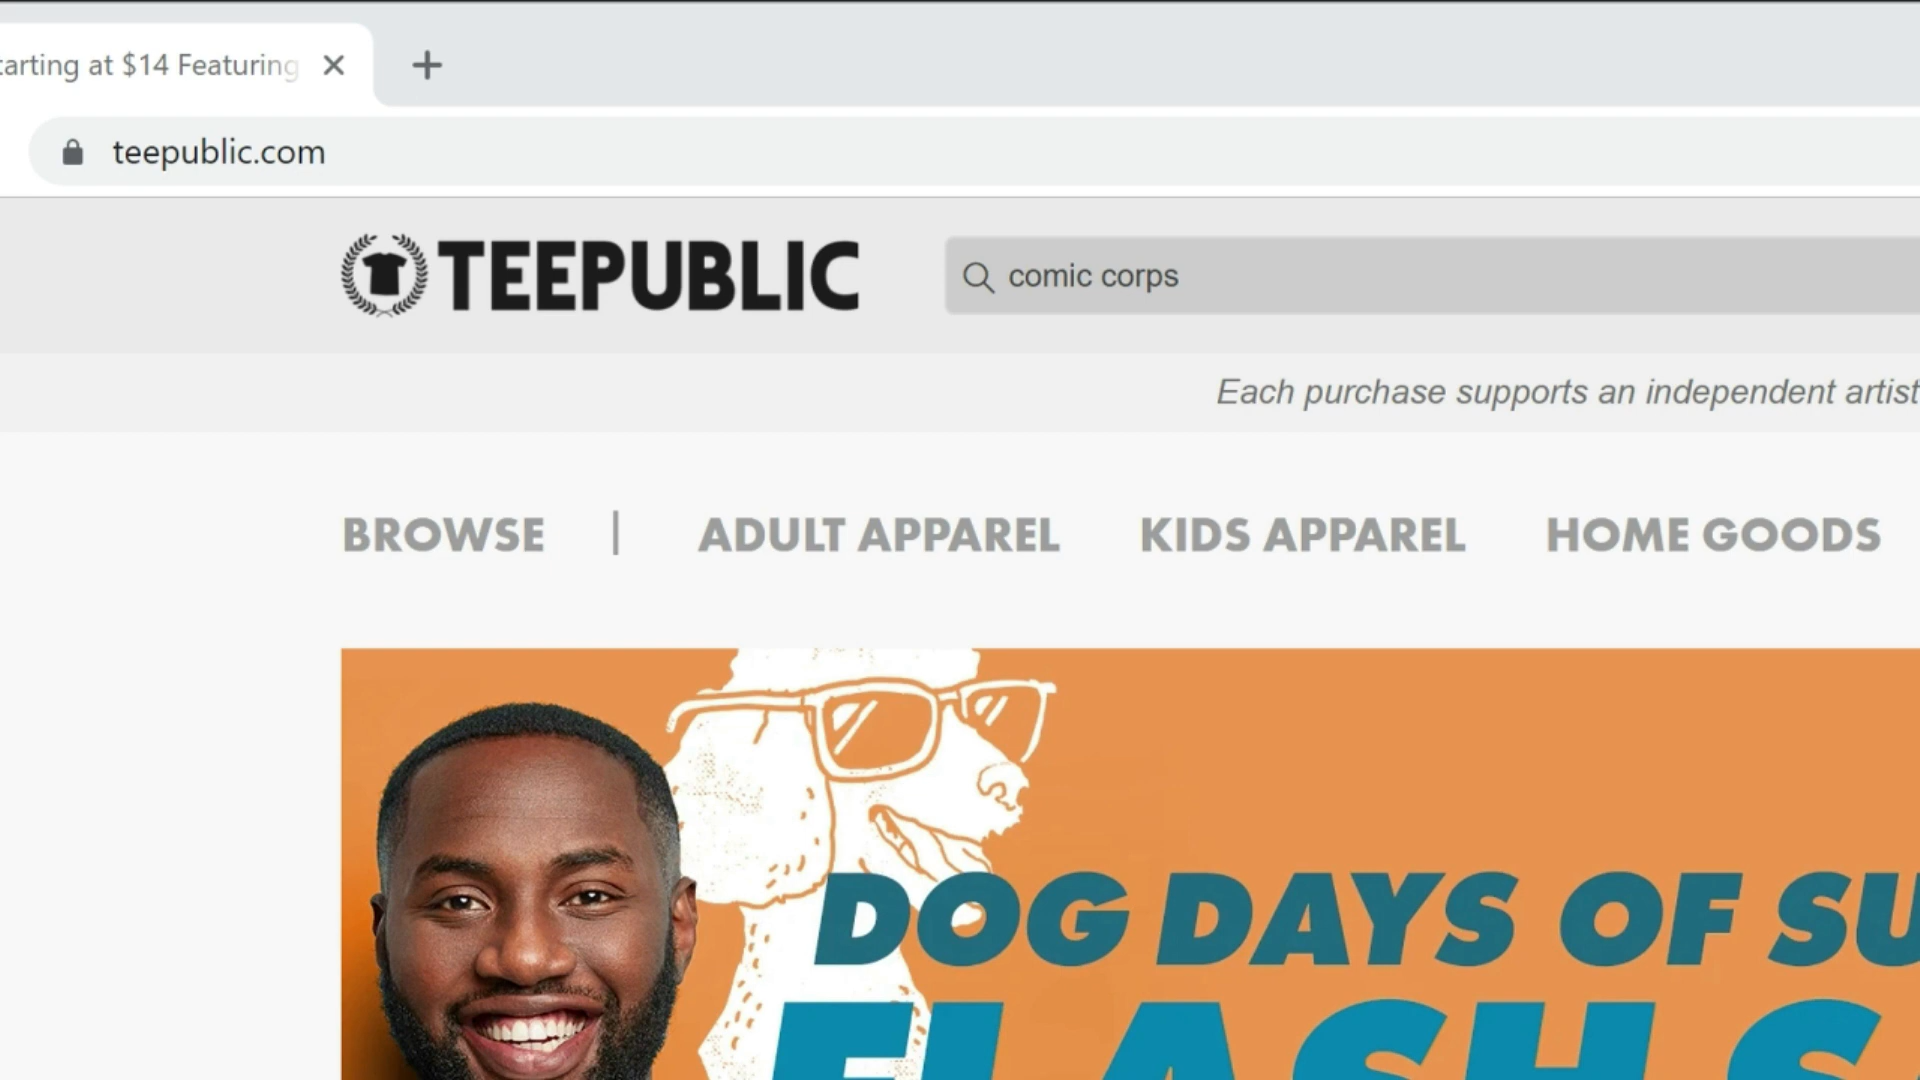 tarting at $14 Featuring
teepublic.com
TEEPUBLIC
comic corps
Each purchase supports an independent artist
BROWSE | ADULT APPAREL KIDS APPAREL HOME GOODS
DOG DAYS OF SU
FLASH S